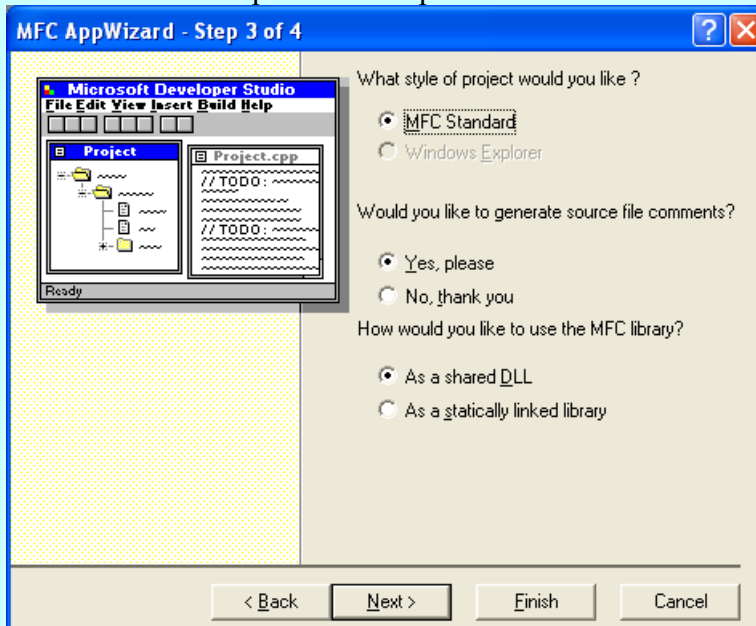 MFC AppWizard - Step 3 of 4
Microsoft Developer Studio
File Edit View Insert Build Help
Project
Project.cpp
//TODO:
//TODO:
Ready
What style of project would you like ?
MFC Standard
Windows Explorer
Would you like to generate source file comments?
Yes, please
No, thank you
How would you like to use the MFC library?
As a shared DLL
As a statically linked library
< Back
Next >
Finish
Cancel